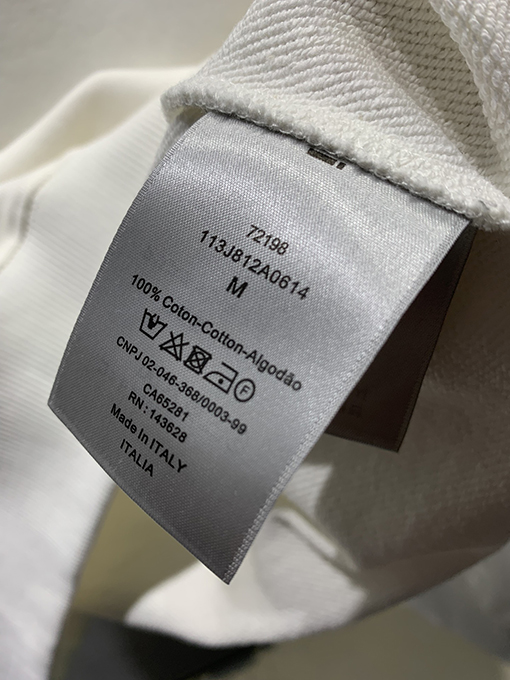 72198
113J812A0614
M
100% Coton-Cotton-Algodão
F
CNPJ 02-046-368/0003-99
CA65281
RN: 143628
Made In ITALY
ITALIA